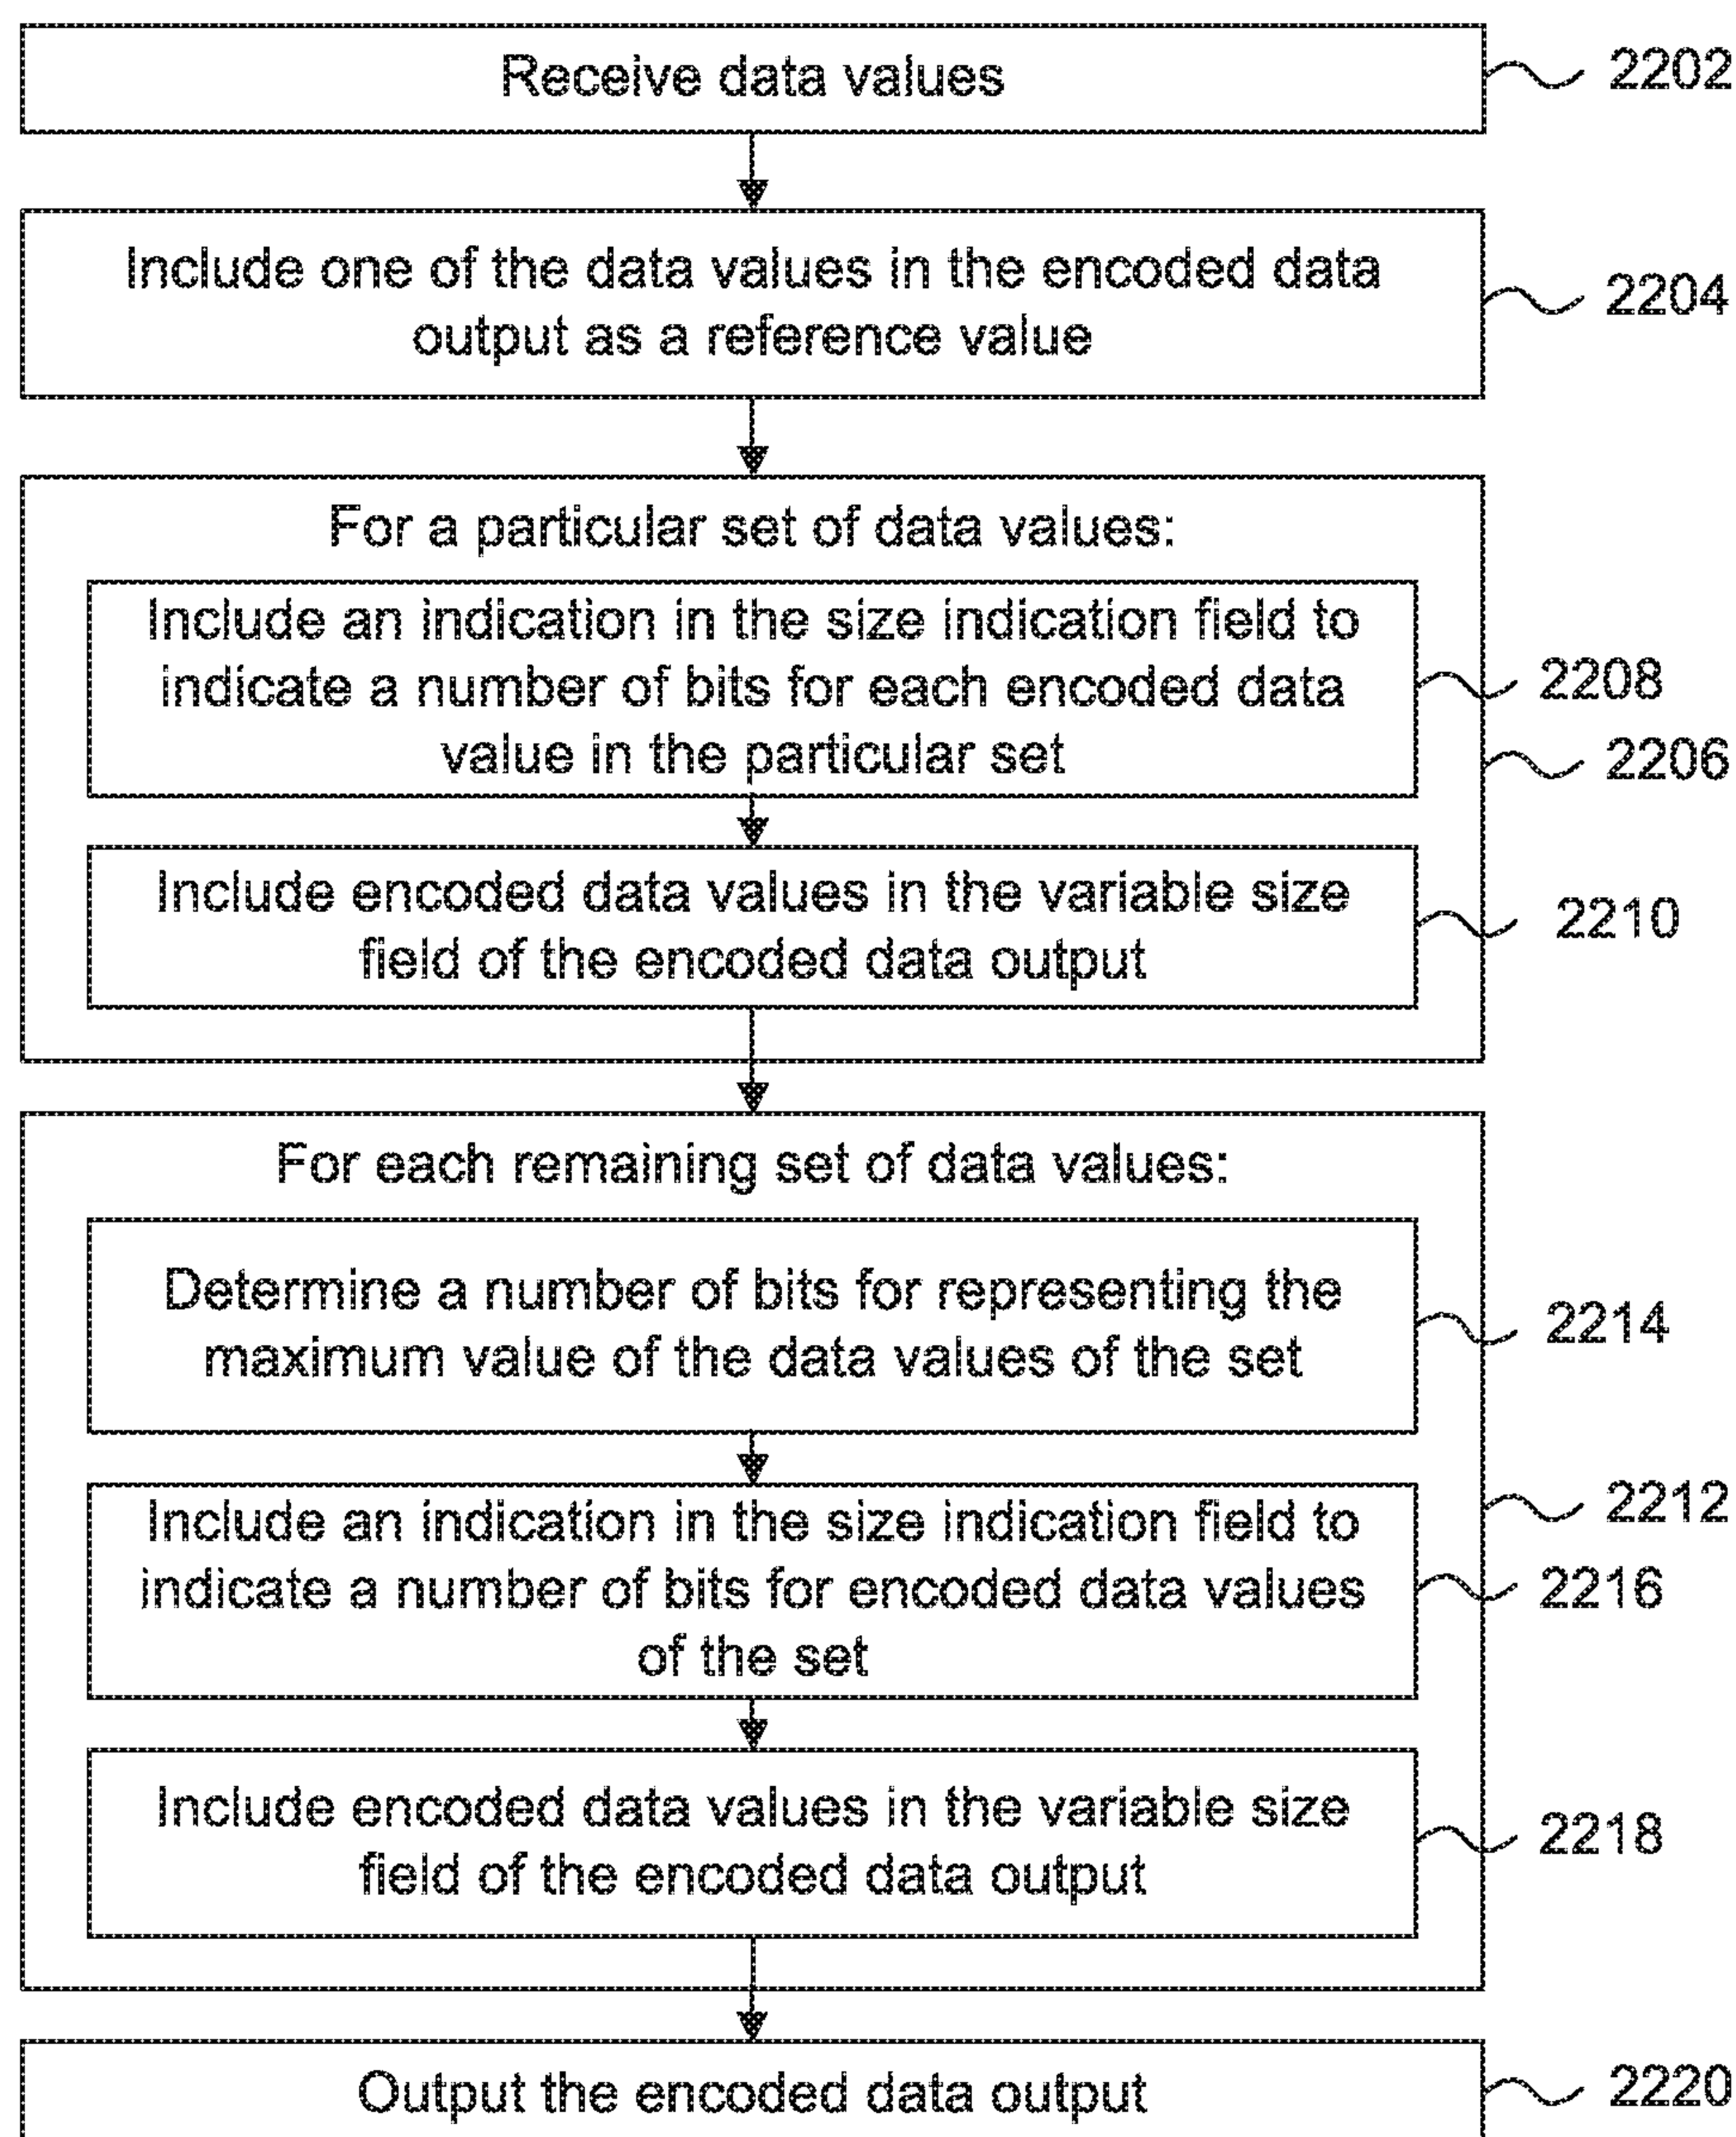 Receive data values
2202
Include one of the data values in the encoded data
output as a reference value
2204
For a particular set of data values:
Include an indication in the size indication field to
indicate a number of bits for each encoded data
value in the particular set
2208
2206
Include encoded data values in the variable size
field of the encoded data output
2210
For each remaining set of data values:
Determine a number of bits for representing the
maximum value of the data values of the set
2214
2212
Include an indication in the size indication field to
indicate a number of bits for encoded data values
of the set
2216
Include encoded data values in the variable size
field of the encoded data output
2218
Output the encoded data output
2220